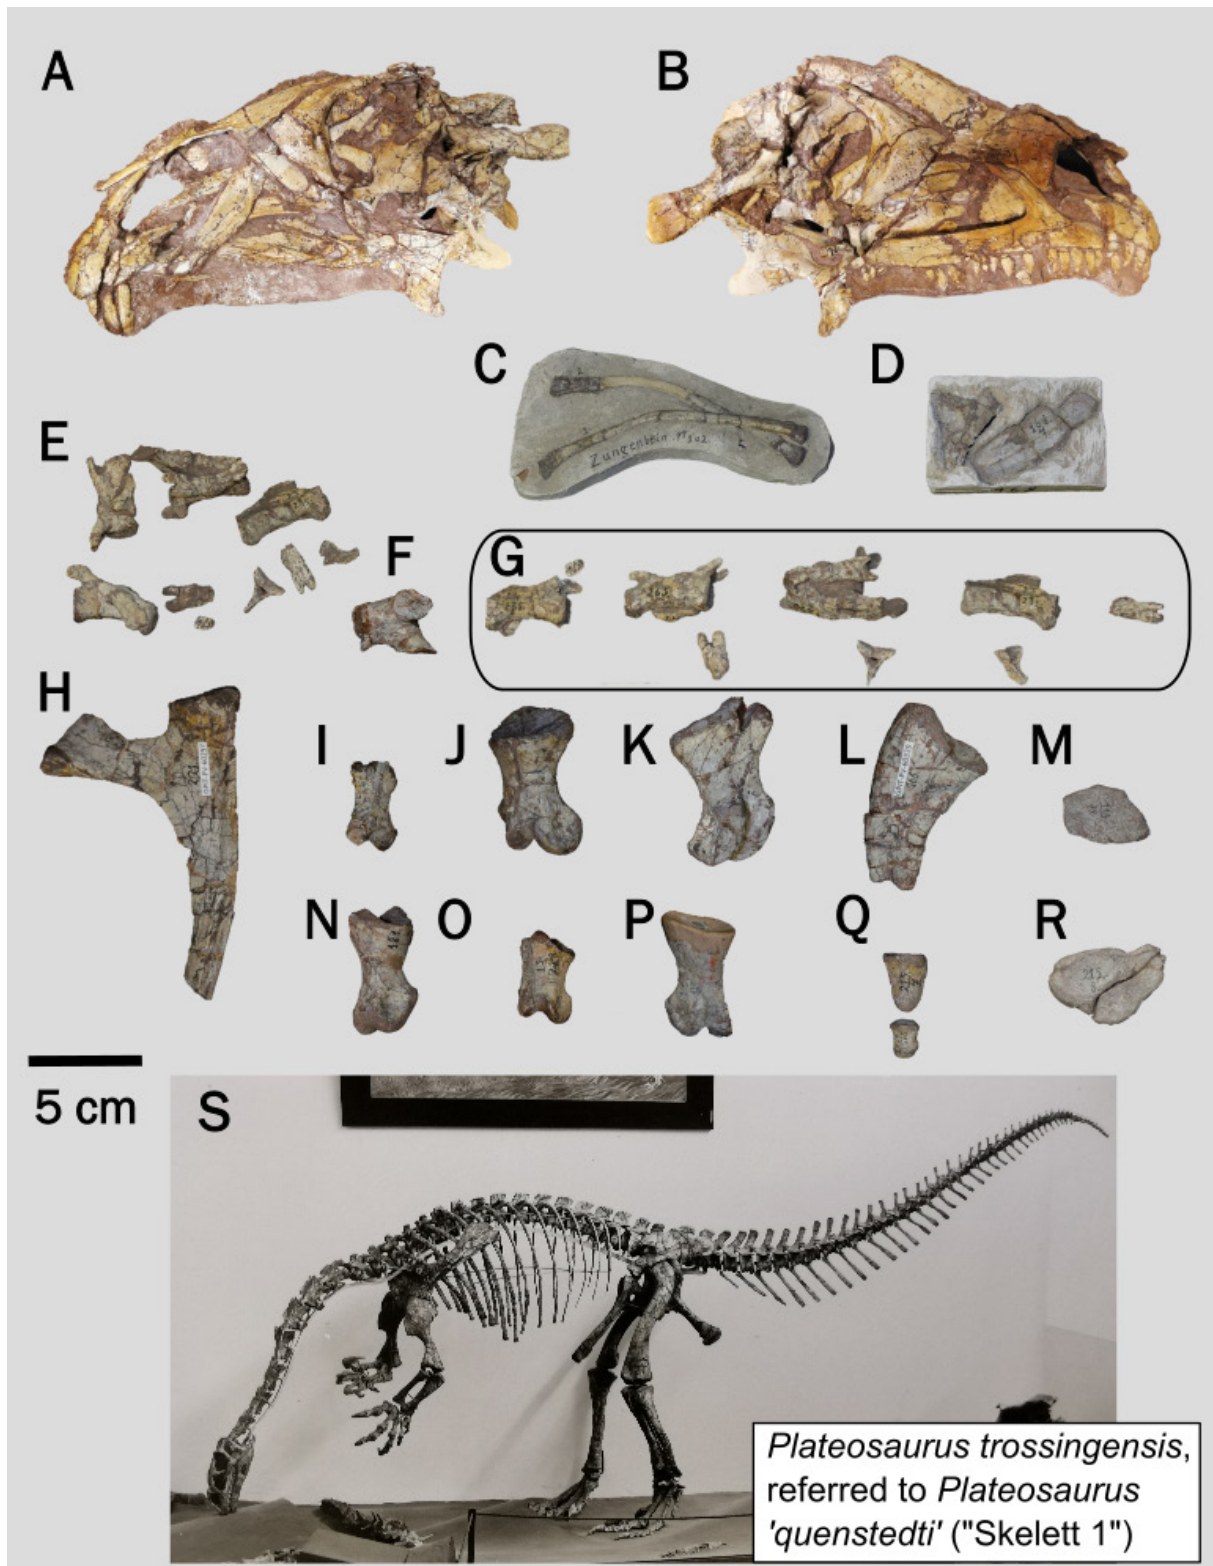 A
B
C
D
Zungenbein
E
F
G
H
I
J
K
L
M
N
O
P
Q
R
5 cm
S
Plateosaurus trossingensis,
referred to Plateosaurus
'quenstedti' ("Skelett 1")